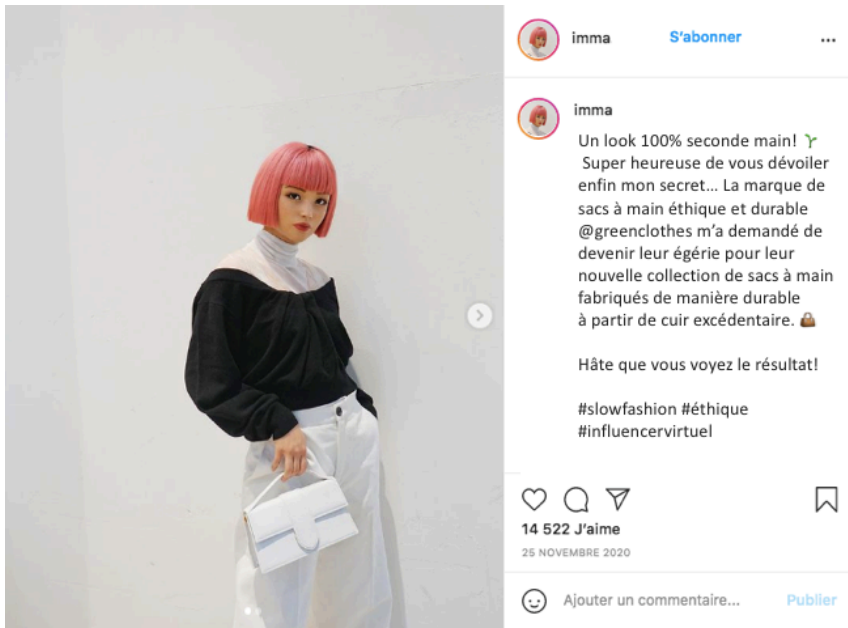 imma
S'abonner
...
imma
Un look 100% seconde main! 🌱
Super heureuse de vous dévoiler
enfin mon secret... La marque de
sacs à main éthique et durable
@greenclothes m'a demandé de
devenir leur égérie pour leur
nouvelle collection de sacs à main
fabriqués de manière durable
à partir de cuir excédentaire. 👜
Hâte que vous voyez le résultat!
#slowfashion #éthique
#influencervirtuel
14 522 J'aime
25 NOVEMBRE 2020
Ajouter un commentaire...
Publier